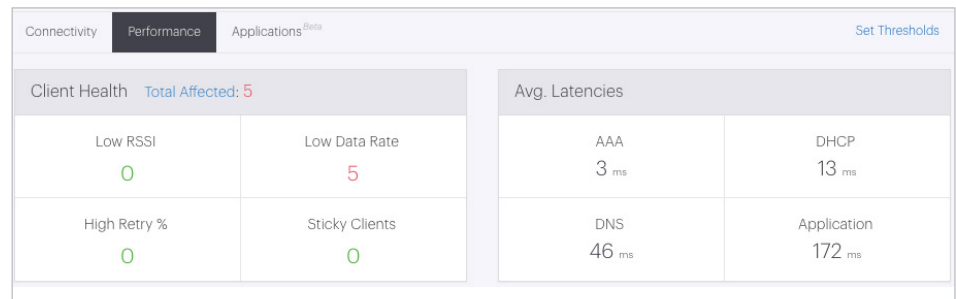 Connectivity Performance Applications Beta Set Thresholds
Client Health Total Affected: 5
Low RSSI
0
Low Data Rate
5
High Retry %
0
Sticky Clients
0
Avg. Latencies
AAA
3 ms
DHCP
13 ms
DNS
46 ms
Application
172 ms